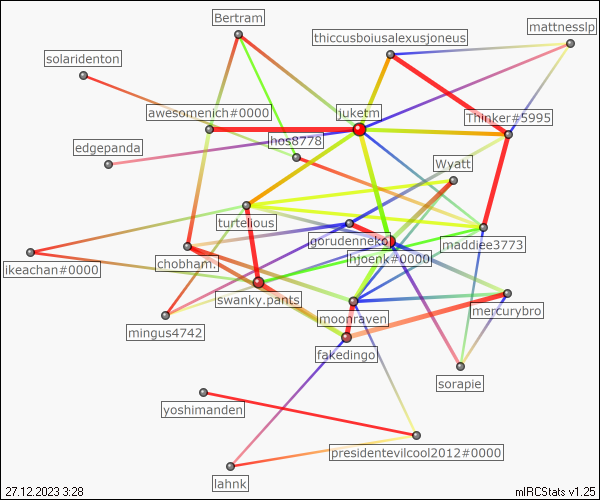 Bertram
mattnesslp
thiccusboiusalexusjoneus
solaridenton
awesomenich#0000
juketm
Thinker#5995
hos8778
edgepanda
Wyatt
turtelious
gorudenneko
maddiee3773
hjoenk#0000
chobham.
ikeachan#0000
swanky.pants
mercurybro
moonraven
mingus4742
fakedingo
sorapie
yoshimanden
presidentevilcool2012#0000
lahnk
27.12.2023 3:28
mIRCStats v1.25